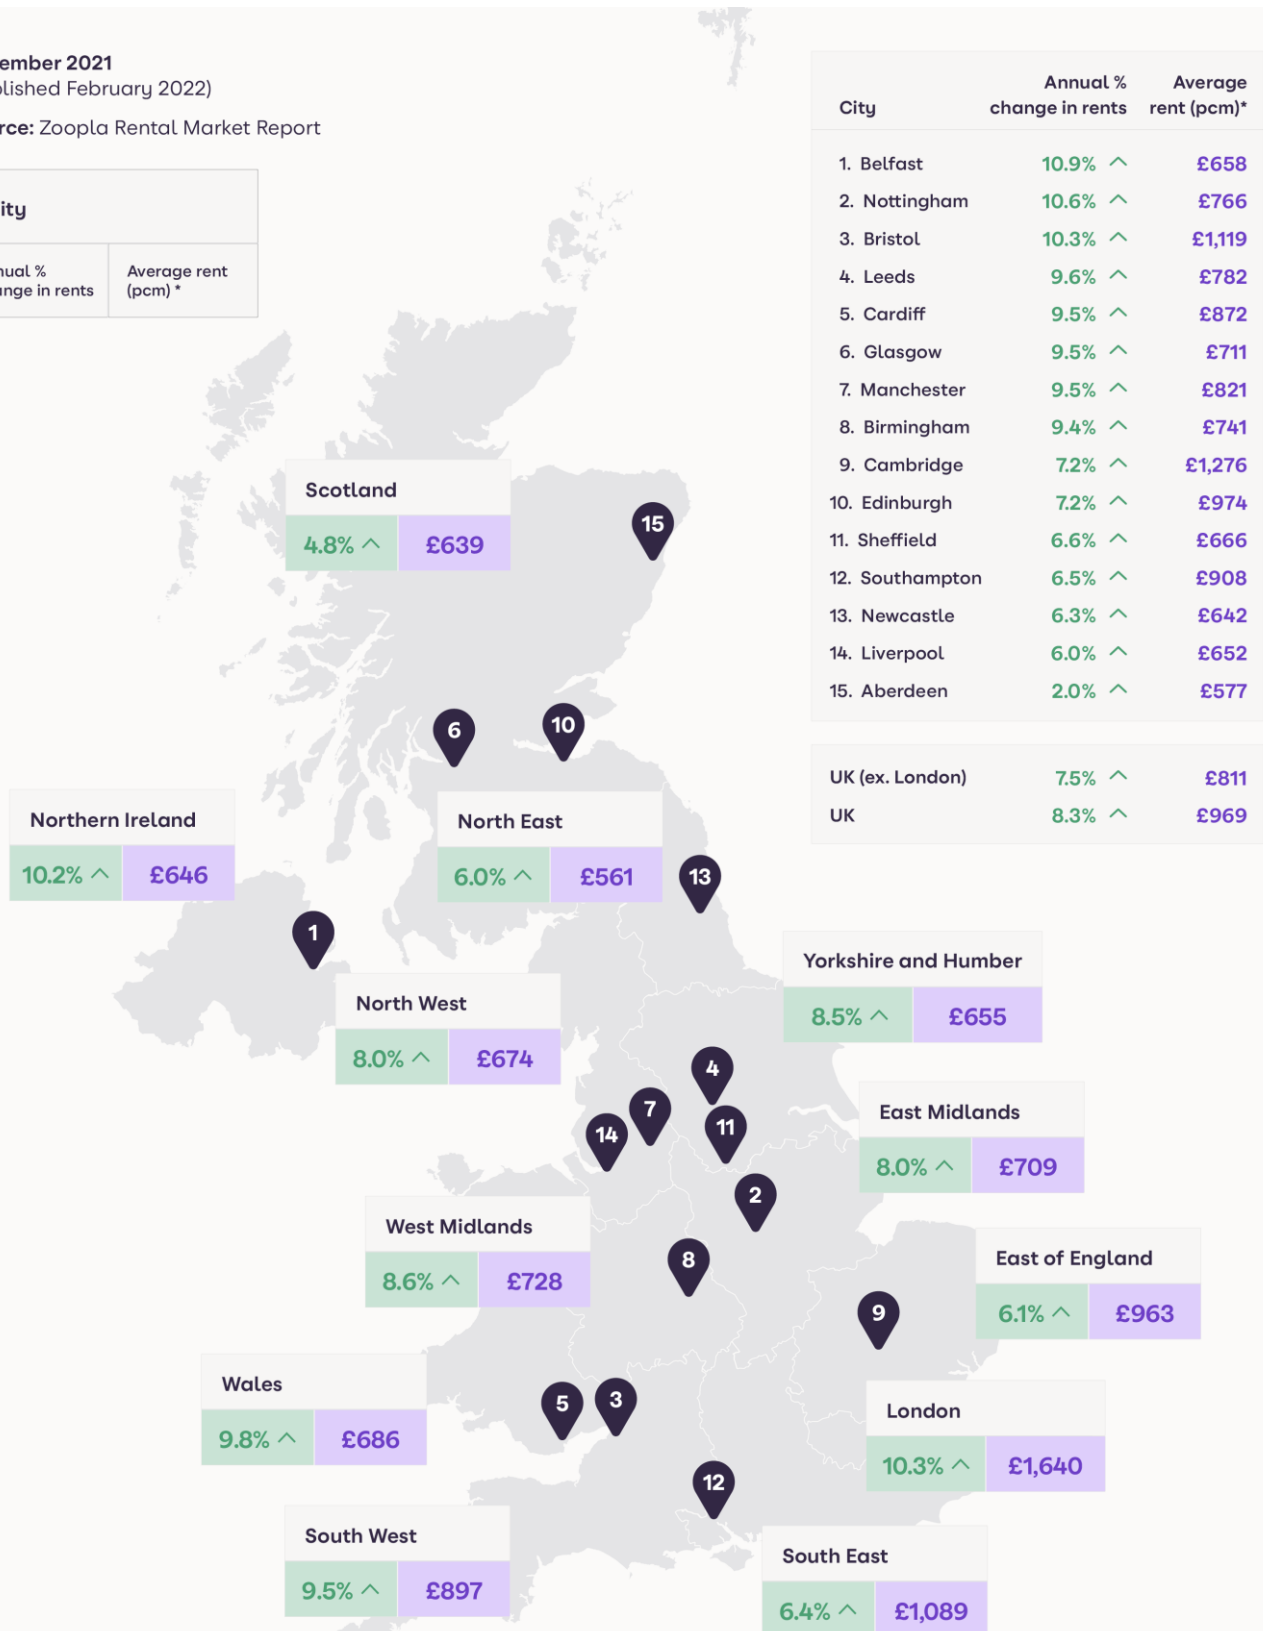 ember 2021
lished February 2022)
rce: Zoopla Rental Market Report
ity
nual %
ange in rents
Average rent
(pcm) *
City
Annual %
change in rents
Average
rent (pcm)*
1. Belfast 10.9% £658
2. Nottingham 10.6% £766
3. Bristol 10.3% £1,119
4. Leeds 9.6% £782
5. Cardiff 9.5% £872
6. Glasgow 9.5% £711
7. Manchester 9.5% £821
8. Birmingham 9.4% £741
9. Cambridge 7.2% £1,276
10. Edinburgh 7.2% £974
11. Sheffield 6.6% £666
12. Southampton 6.5% £908
13. Newcastle 6.3% £642
14. Liverpool 6.0% £652
15. Aberdeen 2.0% £577
UK (ex. London) 7.5% £811
UK 8.3% £969
Scotland
4.8% £639
15
6
10
Northern Ireland
10.2% £646
North East
6.0% £561
13
1
North West
8.0% £674
Yorkshire and Humber
8.5% £655
4
7
11
14
East Midlands
8.0% £709
2
West Midlands
8.6% £728
8
East of England
6.1% £963
9
Wales
9.8% £686
5
3
London
10.3% £1,640
12
South West
9.5% £897
South East
6.4% £1,089